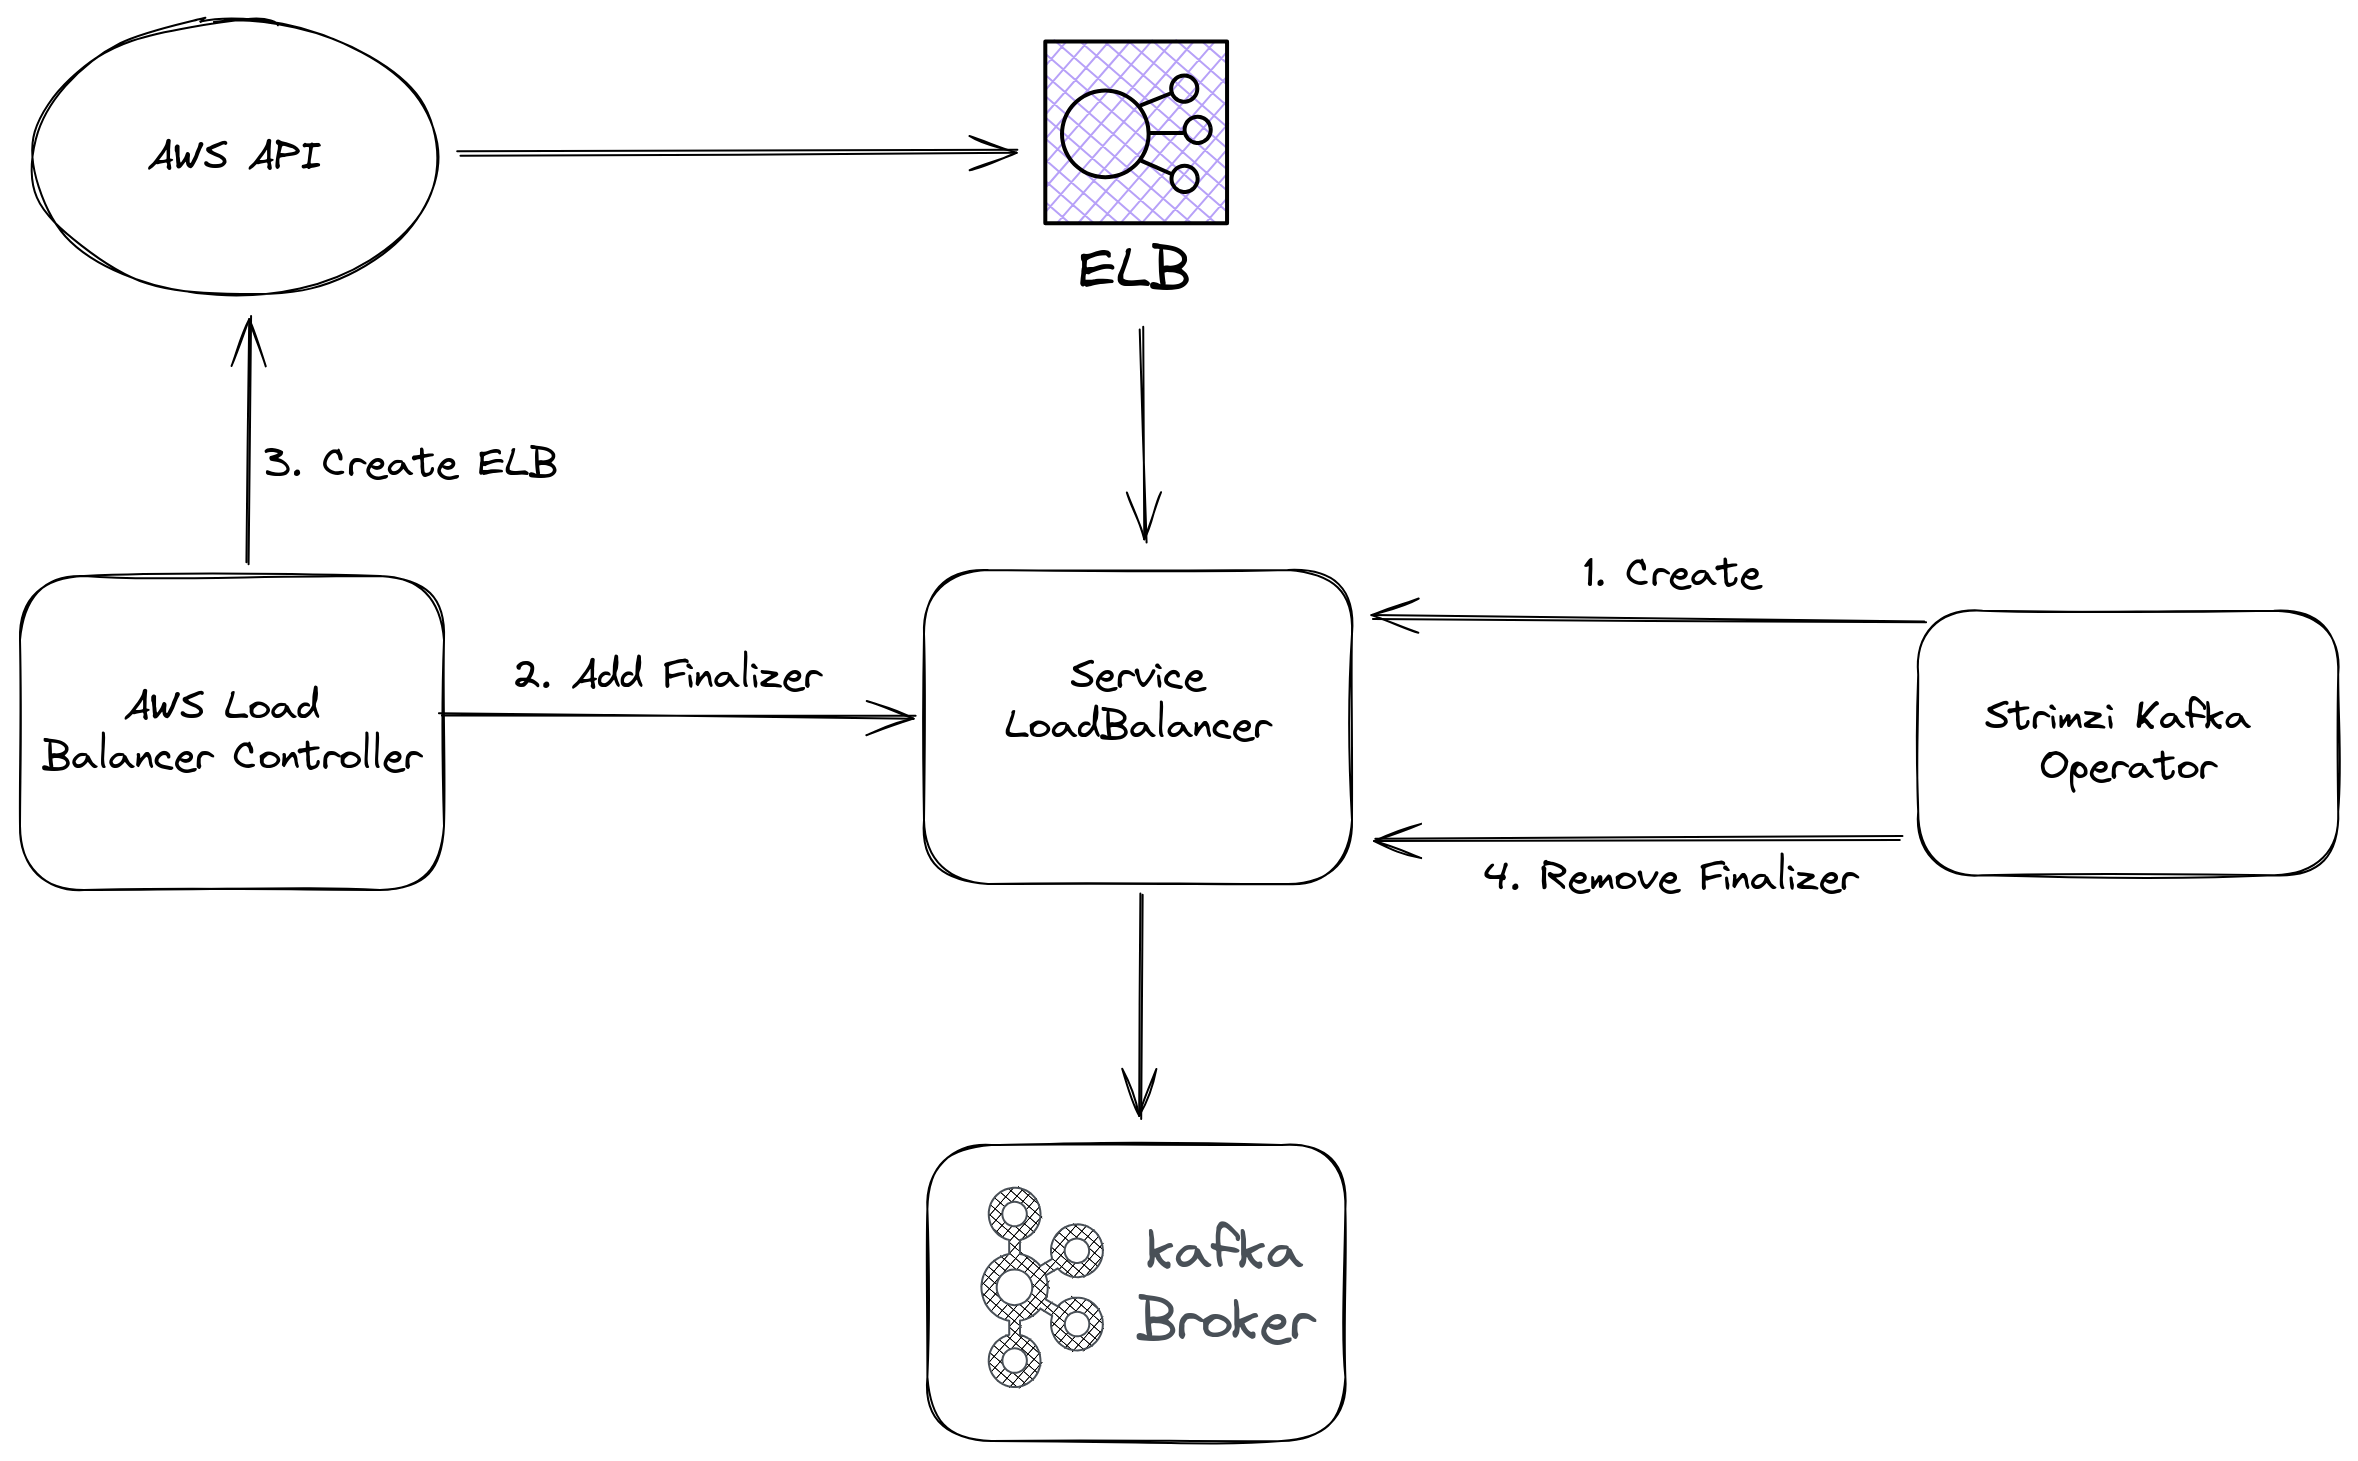 AWS API
ELB
3. Create ELB
1. Create
2. Add Finalizer
AWS Load
Balancer Controller
Service
LoadBalancer
Strimzi Kafka
Operator
4. Remove Finalizer
kafka
Broker